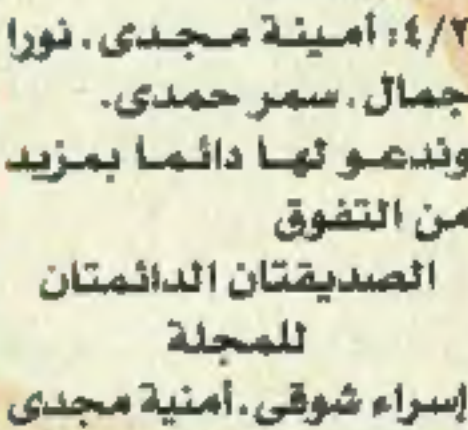 ٤/٢: أمينة مجدى. نورا
جمال. سمر حمدى.
وندعو لها دائما بمزيد
من التفوق
الصديقتان الدائمتان
للمجلة
إسراء شوقى. أمنية مجدى